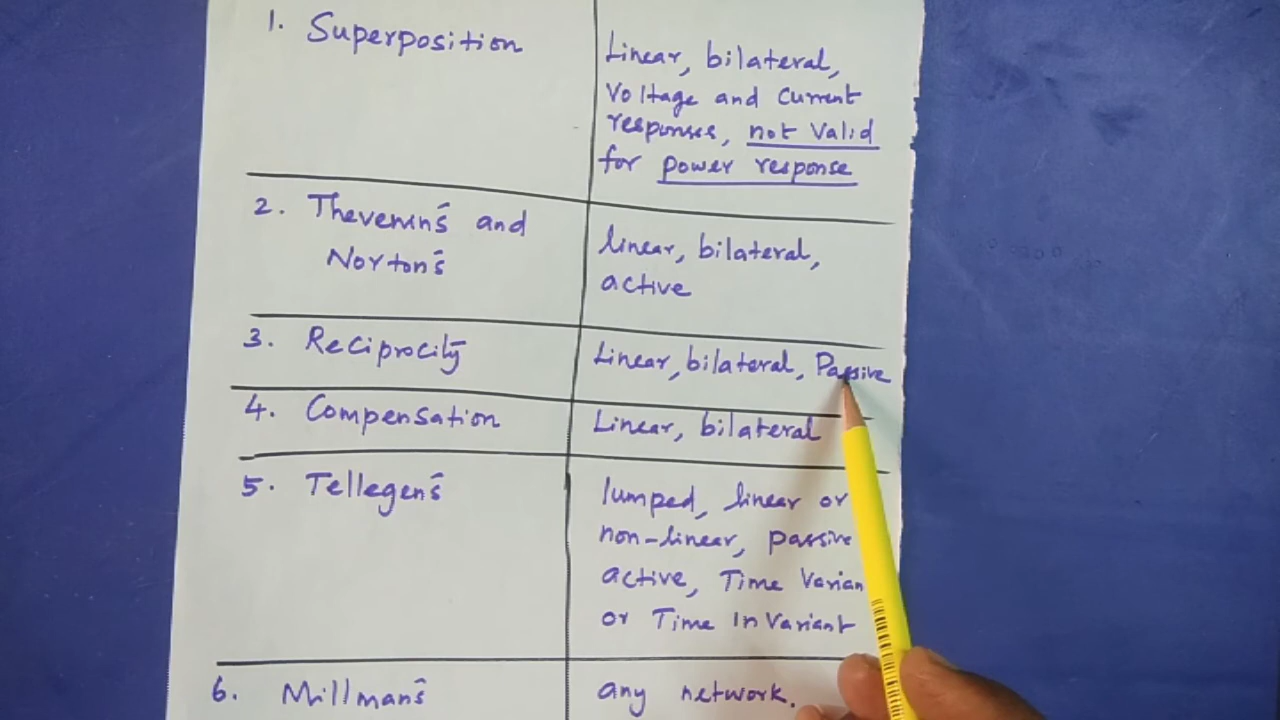 1. Superposition
Linear, bilateral,
Voltage and Current
responses, not Valid
for power response
2. Thevenin's and
Norton's
linear, bilateral,
active
3. Reciprocity
Linear, bilateral, Passive
4. Compensation
Linear, bilateral
5. Tellegen's
lumped, linear or
non-linear, passive
active, Time Varian
or Time InVariant
6. Millman's
any network.